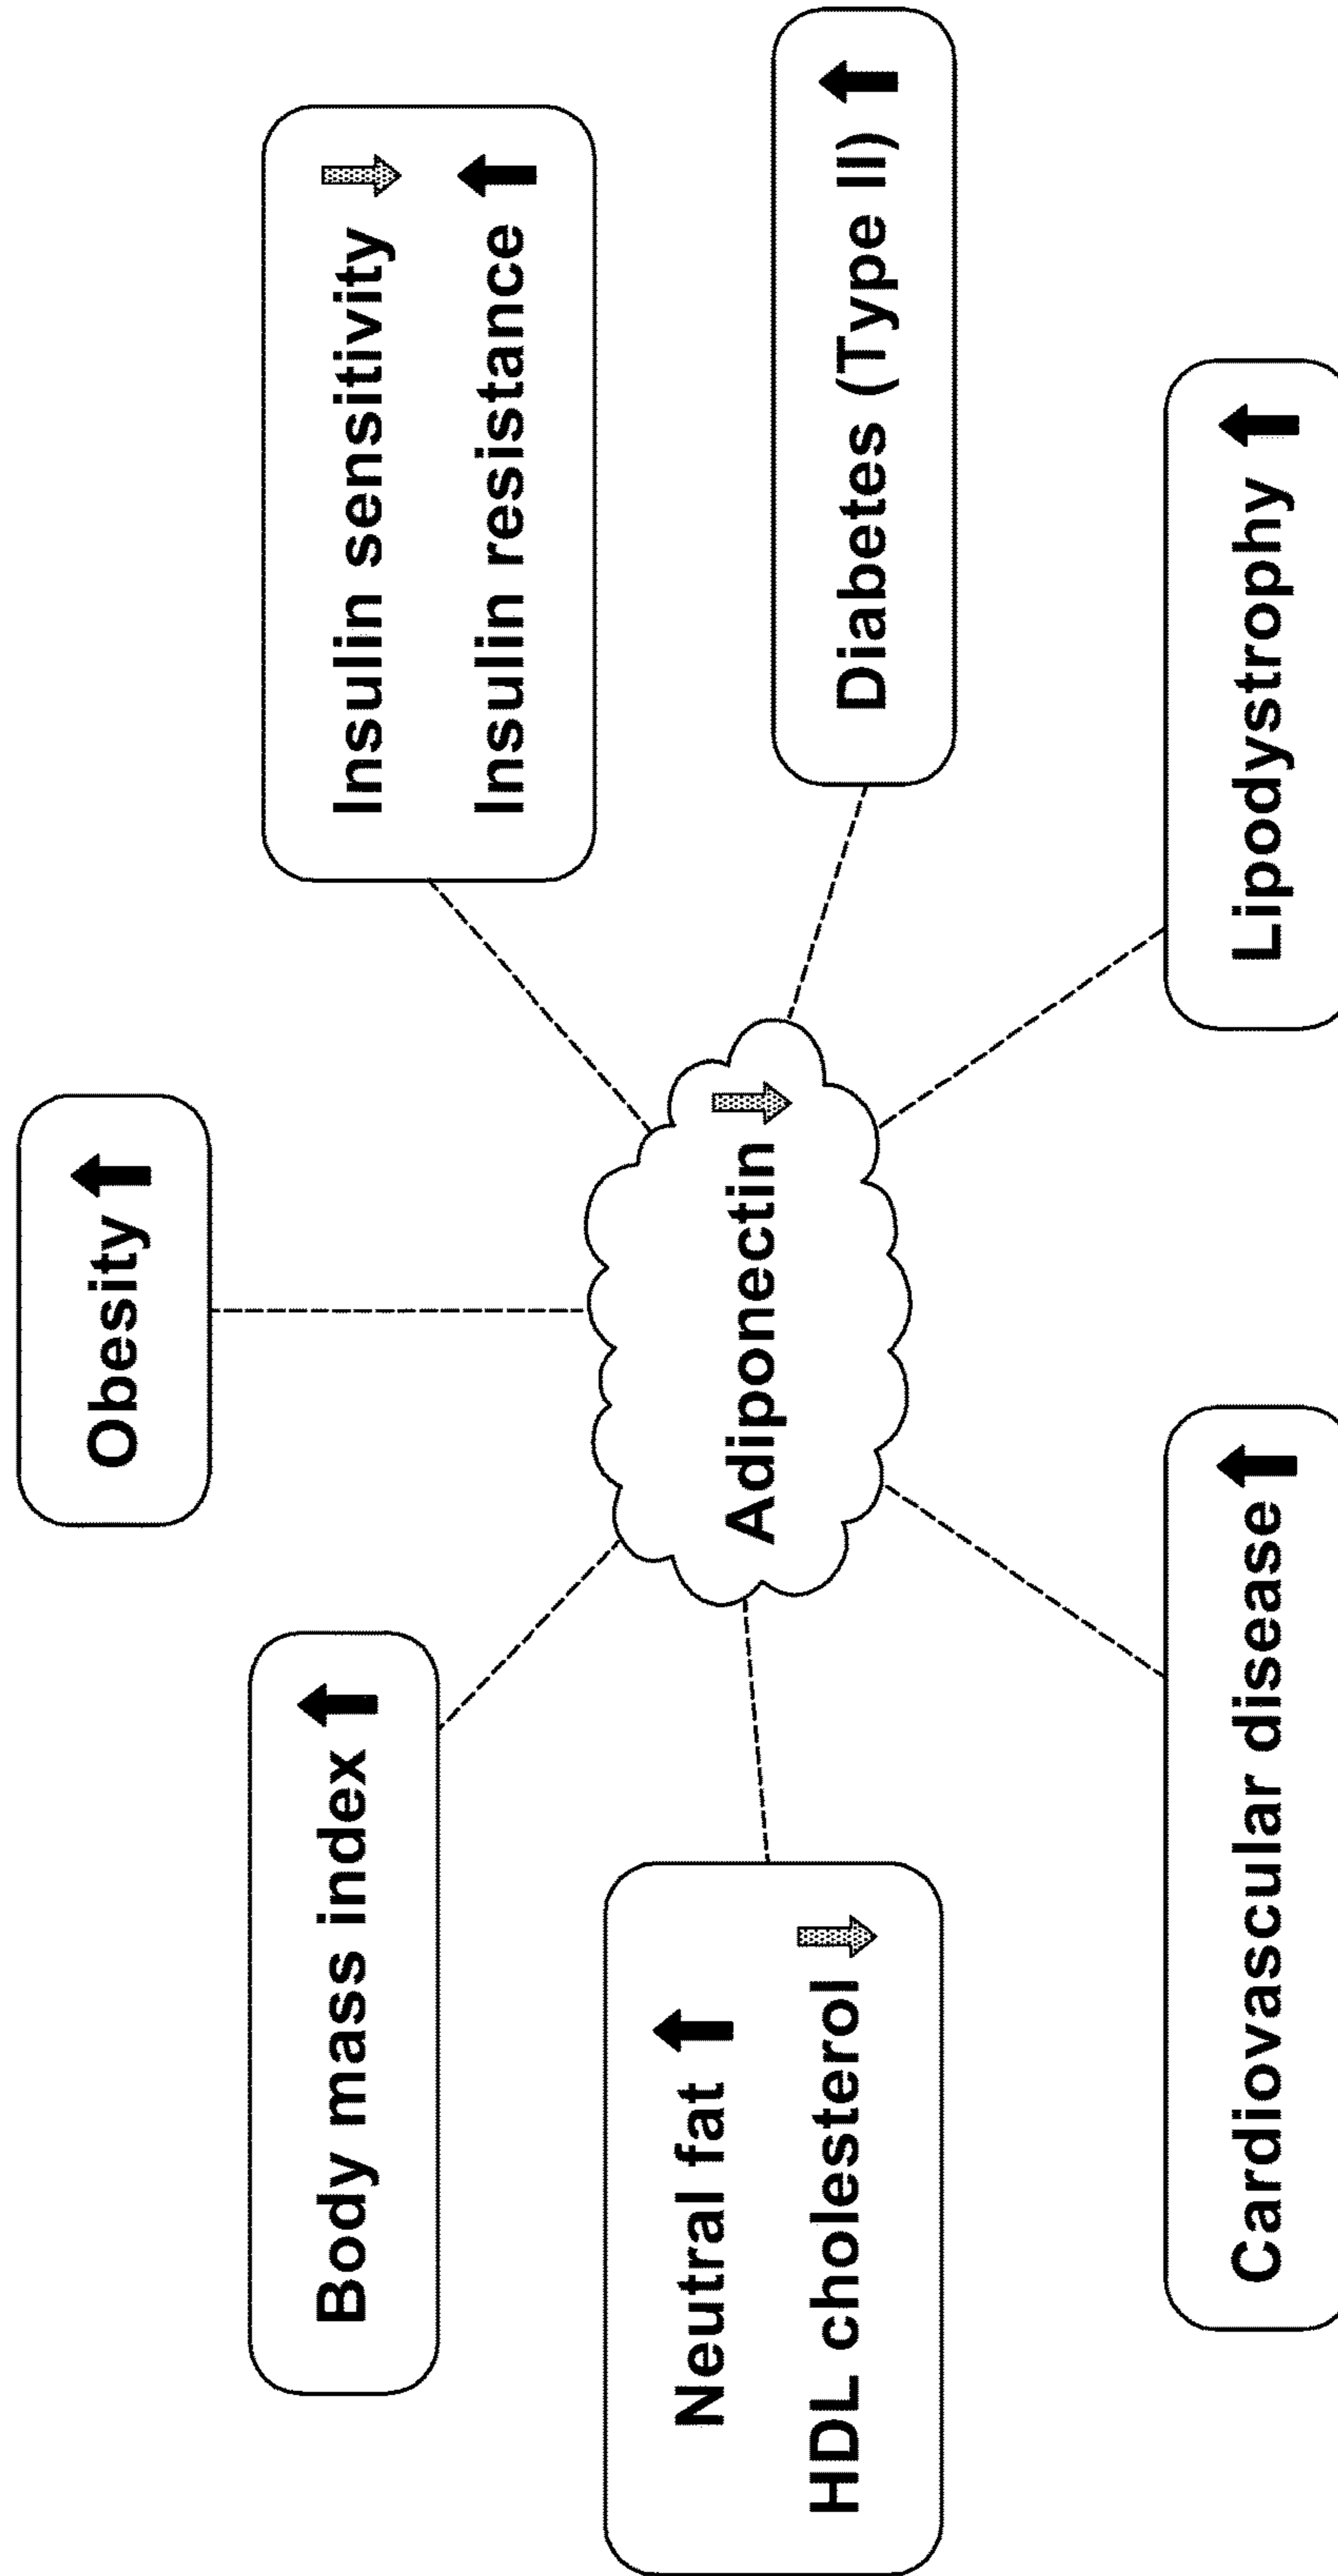 Obesity
Body mass index
Insulin sensitivity
Insulin resistance
Neutral fat
HDL cholesterol
Adiponectin
Diabetes (Type II)
Cardiovascular disease
Lipodystrophy